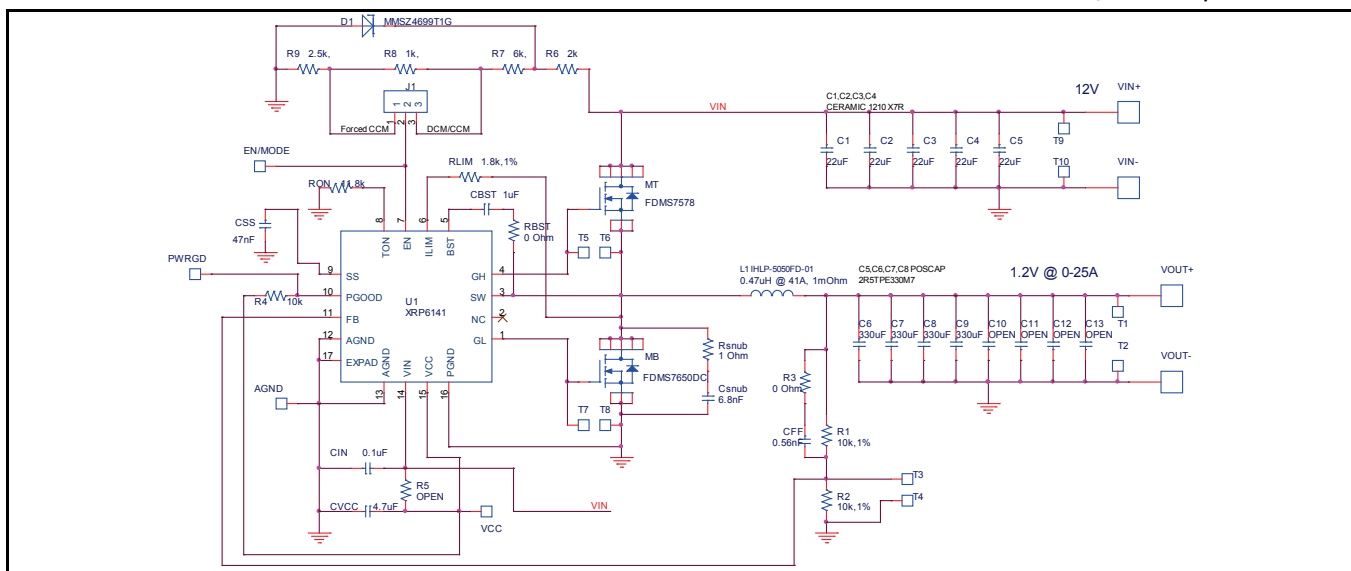 D1 MMSZ4699T1G
R9 2.5k,
R8 1k,
R7 6k,
R6 2k
J1
1 2 3
1 2 3
Forced CCM
DCM/CCM
VIN
C1,C2,C3,C4
CERAMIC 1210 X7R
12V
VIN+
T9
T10
VIN-
C1
22uF
C2
22uF
C3
22uF
C4
22uF
C5
22uF
EN/MODE
RON 11.8k
RLIM 1.8k,1%
CBST 1uF
RBST
0 Ohm
CSS
47nF
MT
FDMS7578
T5
T6
PWRGD
R4 10k
8
7
6
5
TON
EN
ILIM
BST
9
SS
10
PGOOD
11
FB
12
AGND
17
EXPAD
U1
XRP6141
GH
4
SW
3
NC
2
GL
1
AGND
VIN
VCC
PGND
13
14
15
16
L1 IHLP-5050FD-01
0.47uH @ 41A, 1mOhm
C5,C6,C7,C8 POSCAP
2R5TPE330M7
1.2V @ 0-25A
VOUT+
T1
T2
VOUT-
C6
330uF
C7
330uF
C8
330uF
C9
330uF
C10
OPEN
C11
OPEN
C12
OPEN
C13
OPEN
Rsnub
1 Ohm
Csnub
6.8nF
MB
FDMS7650DC
T7
T8
R3
0 Ohm
CFF
0.56nF
R1
10k,1%
R2
10k,1%
T3
T4
AGND
CIN 0.1uF
R5
OPEN
CVCC 4.7uF
VCC
VIN